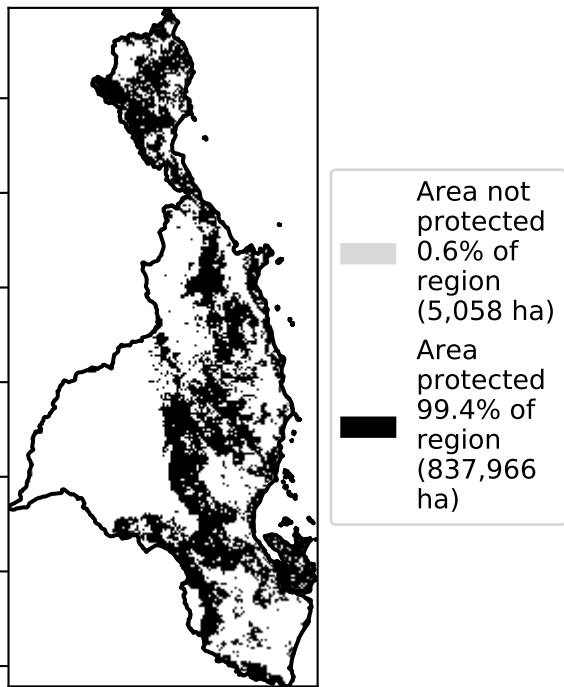 Area not
protected
0.6% of
region
(5,058 ha)
Area
protected
99.4% of
region
(837,966
ha)